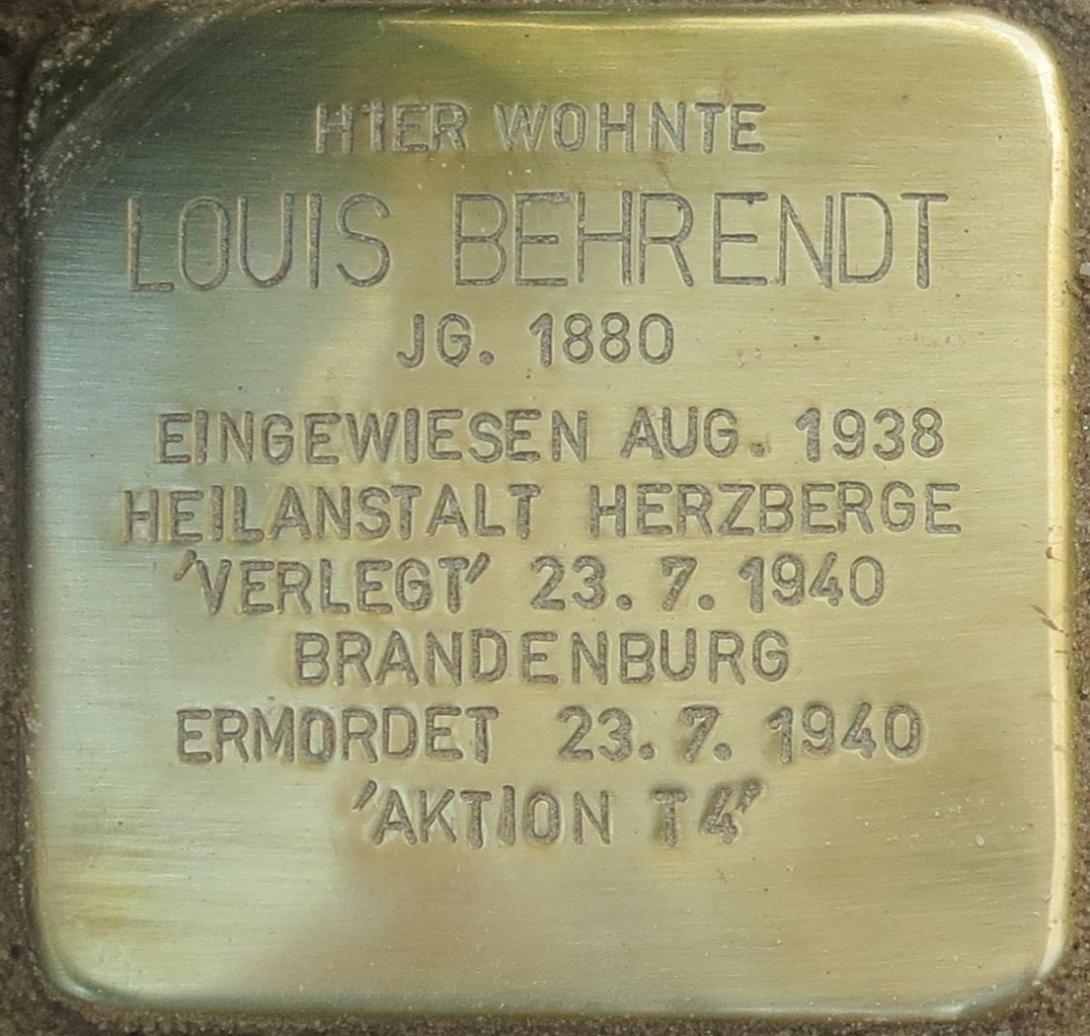 HIER WOHNTE
LOUIS BEHRENDT
JG. 1880
EINGEWIESEN AUG. 1938
HEILANSTALT HERZBERGE
'VERLEGT' 23. 7. 1940
BRANDENBURG
ERMORDET 23. 7. 1940
'AKTION T4'